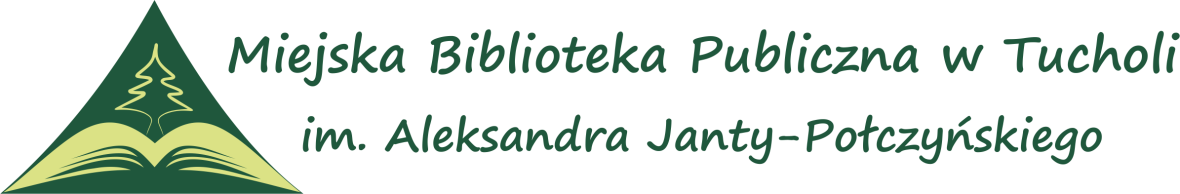 Miejska Biblioteka Publiczna w Tucholi
im. Aleksandra Janty-Połczyńskiego